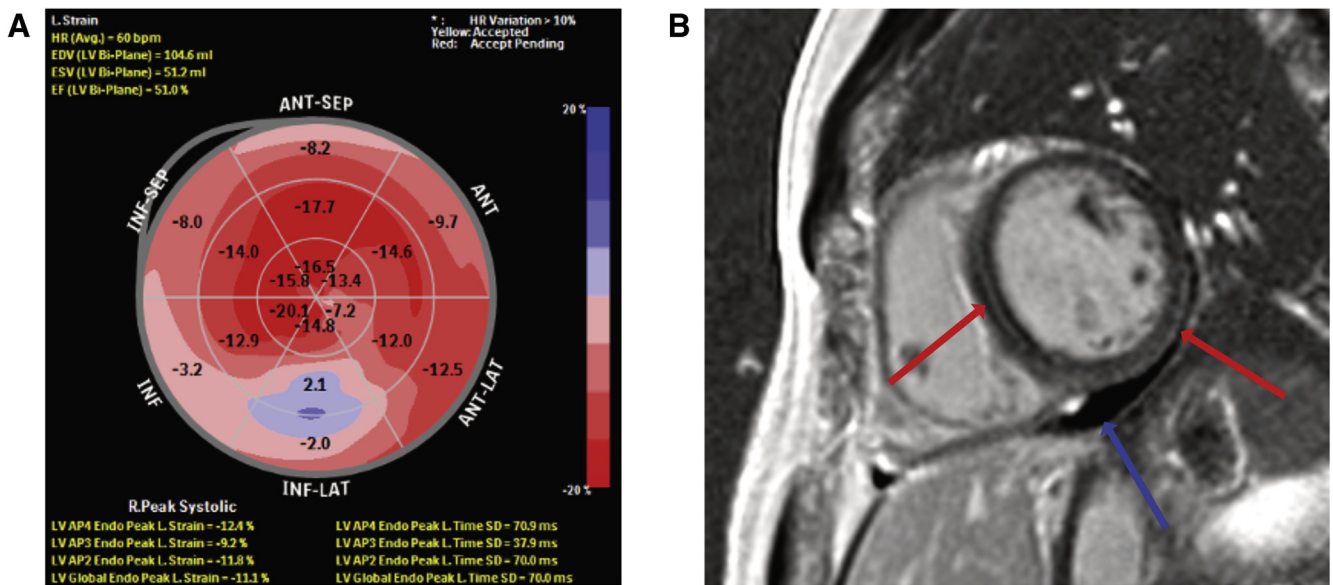 A
B
L. Strain
HR (Avg.) = 60 bpm
EDV (LV Bi-Plane) = 104.6 ml
ESV (LV Bi-Plane) = 51.2 ml
EF (LV Bi-Plane) = 51.0 %
* : HR Variation > 10%
Yellow: Accepted
Red: Accept Pending
ANT-SEP
20 %
-8.2
INF-SEP
ANT
-8.0
-9.7
-17.7
-14.0
-14.6
-16.5
-15.8
-13.4
-20.1
-7.2
-14.8
-12.9
-12.0
-3.2
-12.5
2.1
INF
ANT-LAT
-2.0
INF-LAT
-20 %
R.Peak Systolic
LV AP4 Endo Peak L. Strain = -12.4 %
LV AP4 Endo Peak L. Time SD = 70.9 ms
LV AP3 Endo Peak L. Strain = -9.2 %
LV AP3 Endo Peak L. Time SD = 37.9 ms
LV AP2 Endo Peak L. Strain = -11.8 %
LV AP2 Endo Peak L. Time SD = 70.0 ms
LV Global Endo Peak L. Strain = -11.1 %
LV Global Endo Peak L. Time SD = 70.0 ms